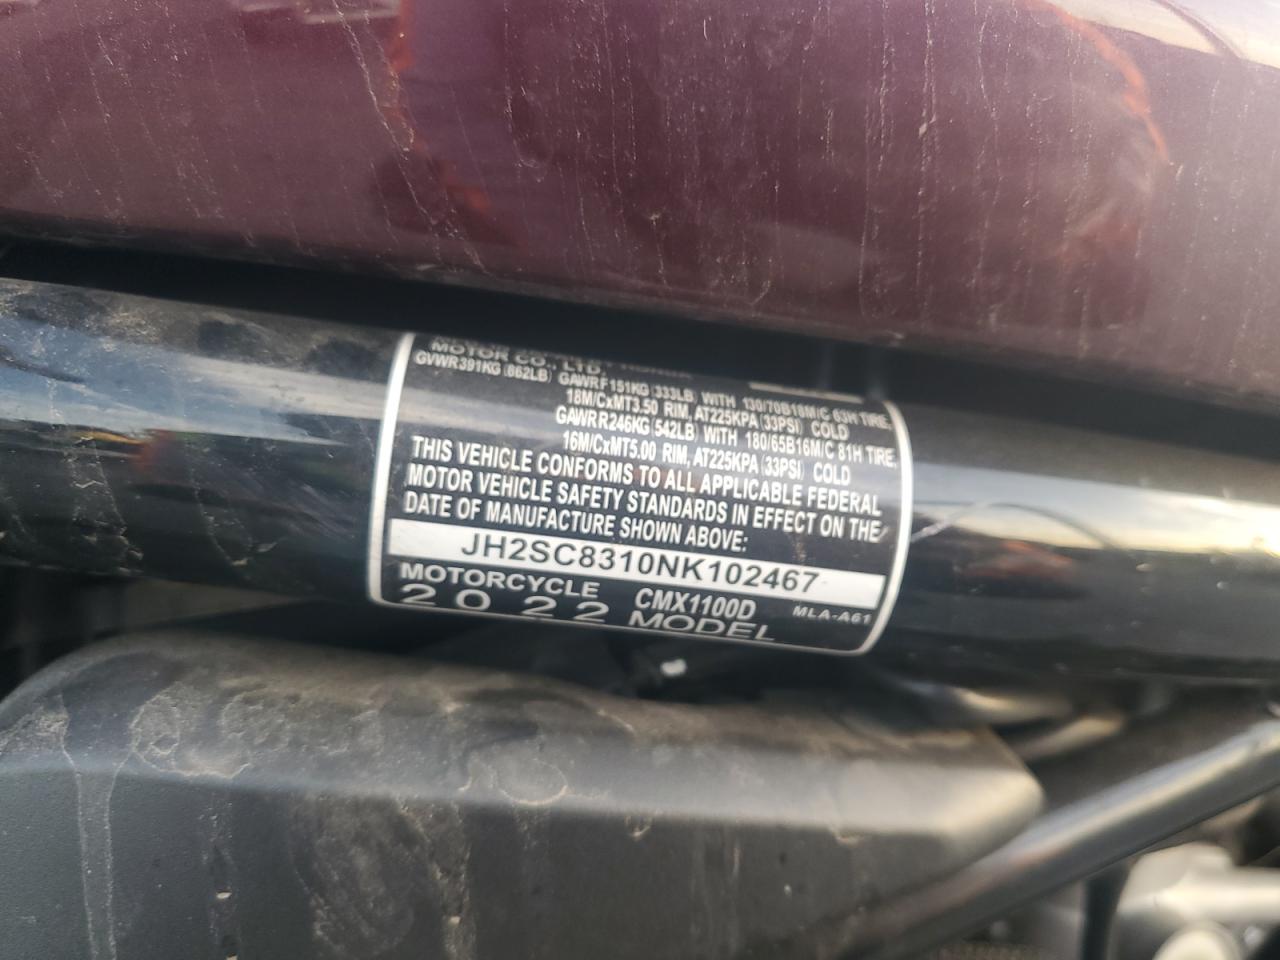 MOTOR CO., LTD.
GVWR391KG (862LB) GAWRF151KG (333LB) WITH 130/70B18M/C 63H TIRE,
18M/CxMT3.50 RIM, AT225KPA (33PSI) COLD
GAWRR246KG (542LB) WITH 180/65B16M/C 81H TIRE,
16M/CxMT5.00 RIM, AT225KPA (33PSI) COLD
THIS VEHICLE CONFORMS TO ALL APPLICABLE FEDERAL
MOTOR VEHICLE SAFETY STANDARDS IN EFFECT ON THE
DATE OF MANUFACTURE SHOWN ABOVE:
JH2SC8310NK102467
MOTORCYCLE CMX1100D MLA-A61
2022 MODEL